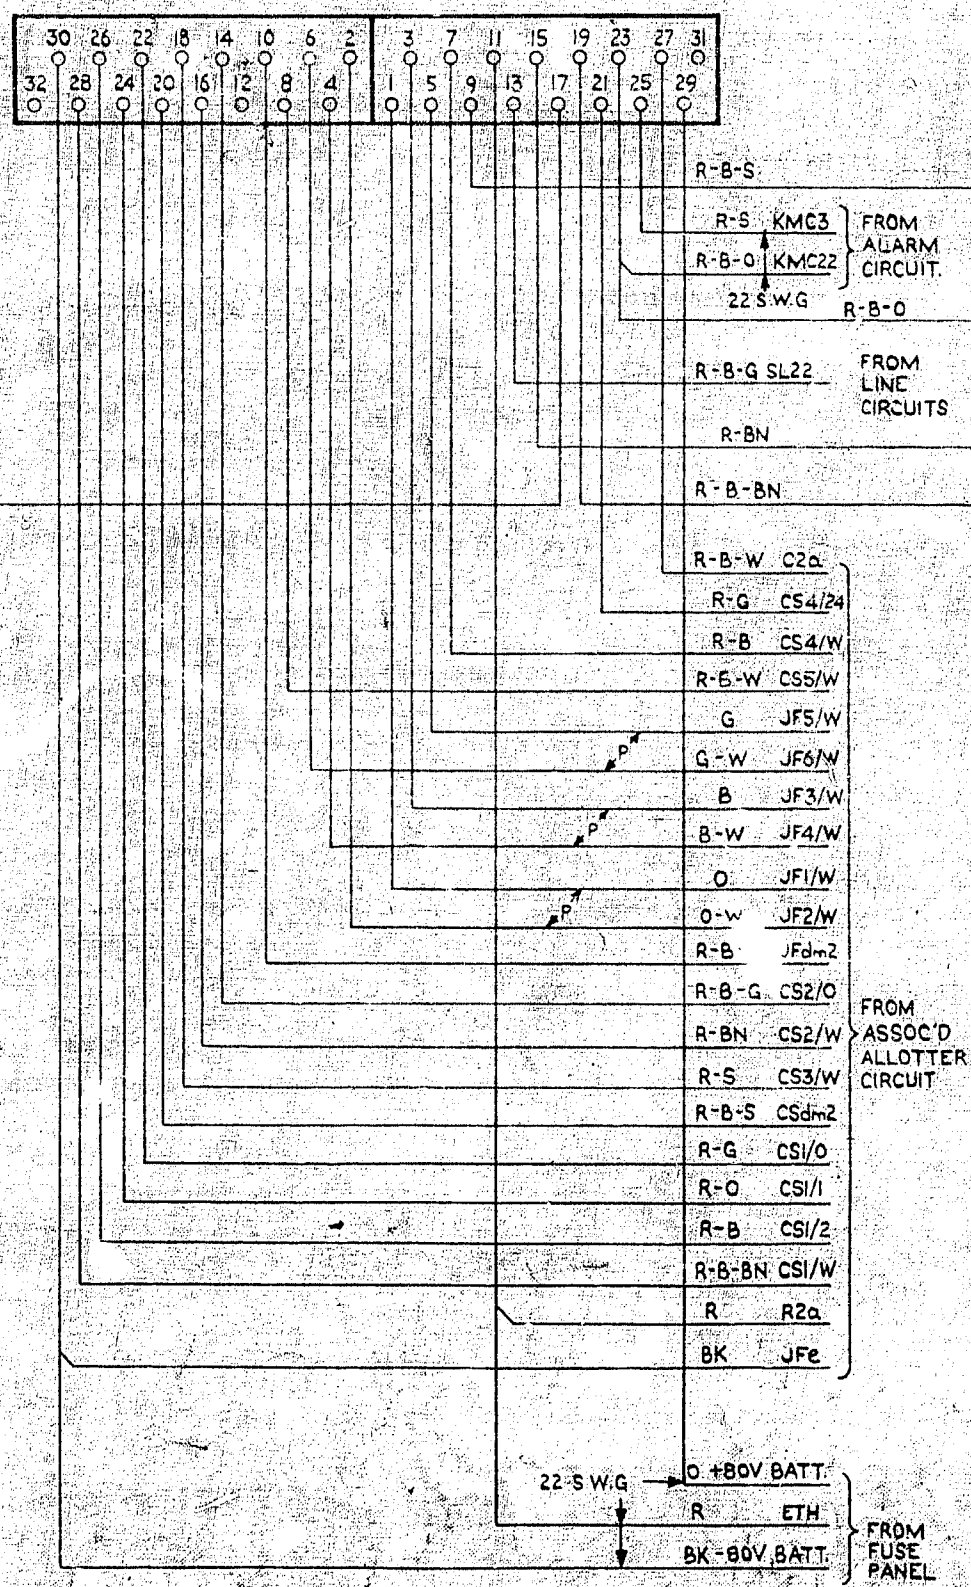 30 26 22 18 14 10 6 2 3 7 11 15 19 23 27 31
32 28 24 20 16 12 8 4 1 5 9 13 17 21 25 29
R-B-S
R-S KMC3
R-B-O KMC22
FROM
ALARM
CIRCUIT.
22 S.W.G
R-B-O
R-B-G SL22
FROM
LINE
CIRCUITS
R-BN
R-B-BN
R-B-W C2a
R-G CS4/24
R-B CS4/W
R-B-W CS5/W
G JF5/W
P
G-W JF6/W
B JF3/W
P
B-W JF4/W
O JF1/W
P
O-W JF2/W
R-B JFdm2
R-B-G CS2/O
R-BN CS2/W
R-S CS3/W
R-B-S CSdm2
R-G CS1/O
R-O CS1/1
R-B CS1/2
R-B-BN CS1/W
R R2a
BK JFe
FROM
ASSOC'D
ALLOTTER
CIRCUIT
22 S.W.G
O +80V BATT.
R ETH
BK -80V BATT.
FROM
FUSE
PANEL